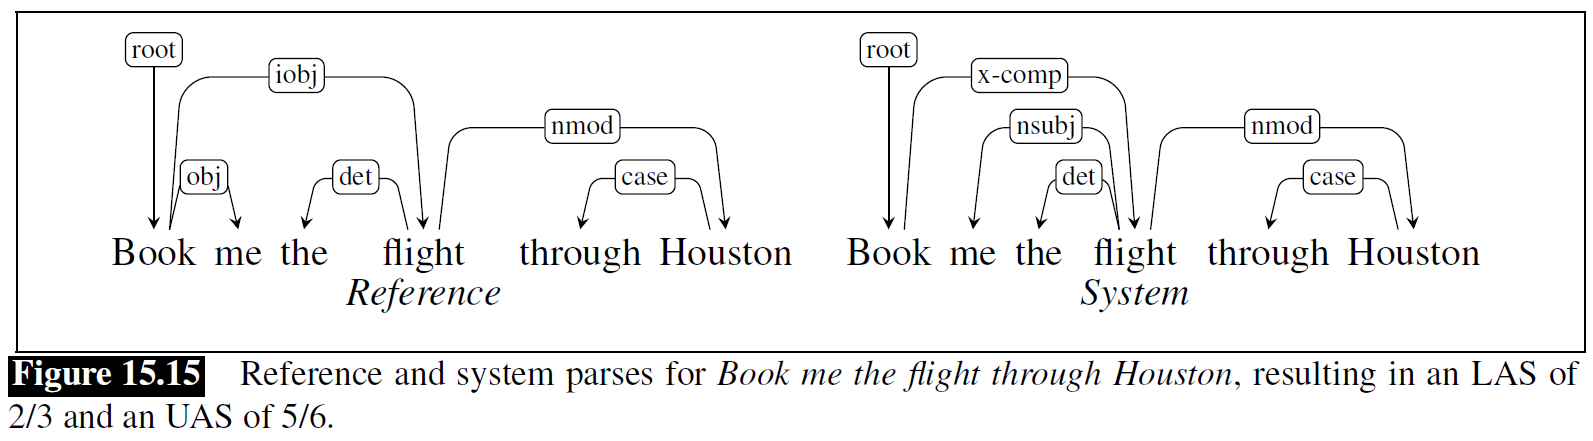 root root
iobj x-comp
nmod nsubj nmod
obj det case det case
Book me the flight through Houston Book me the flight through Houston
Reference System
Figure 15.15 Reference and system parses for Book me the flight through Houston, resulting in an LAS of
2/3 and an UAS of 5/6.